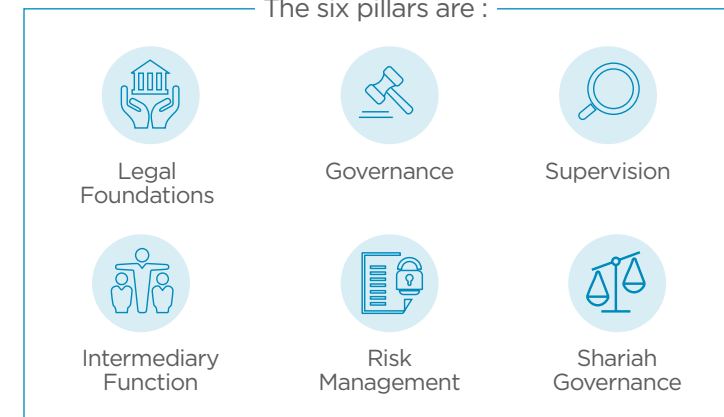 The six pillars are :
Legal
Foundations
Governance
Supervision
Intermediary
Function
Risk
Management
Shariah
Governance